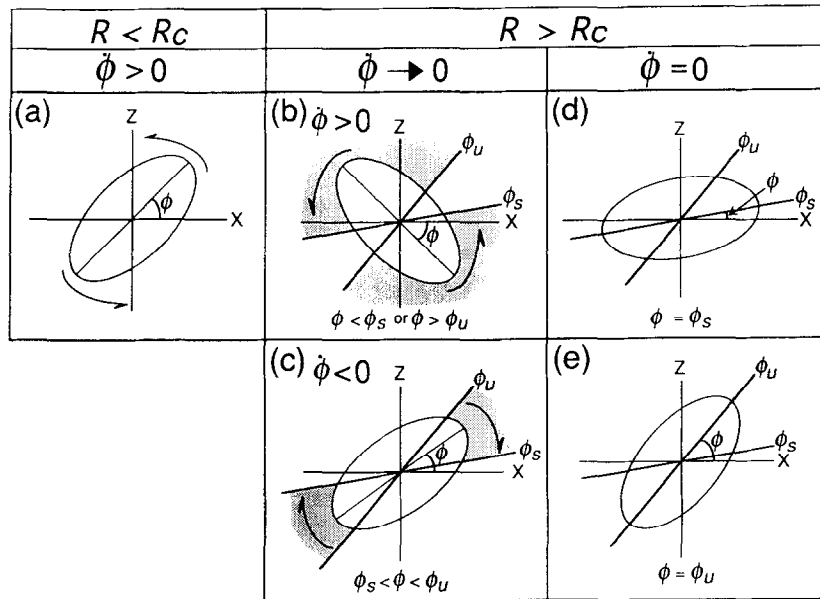 R < Rc
R > Rc
ϕ̇ > 0
ϕ̇ → 0
ϕ̇ = 0
(a)
Z
ϕ
X
(b) ϕ̇ > 0
Z
ϕu
ϕs
X
ϕ
ϕ < ϕs or ϕ > ϕu
(d)
Z
ϕu
ϕ
ϕs
X
ϕ = ϕs
(c) ϕ̇ < 0
Z
ϕu
ϕ
ϕs
X
ϕs < ϕ < ϕu
(e)
Z
ϕu
ϕ
ϕs
X
ϕ = ϕu